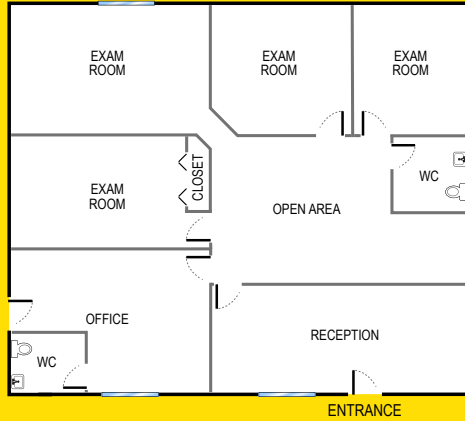 EXAM
ROOM
EXAM
ROOM
EXAM
ROOM
EXAM
ROOM
CLOSET
WC
OPEN AREA
OFFICE
RECEPTION
WC
ENTRANCE